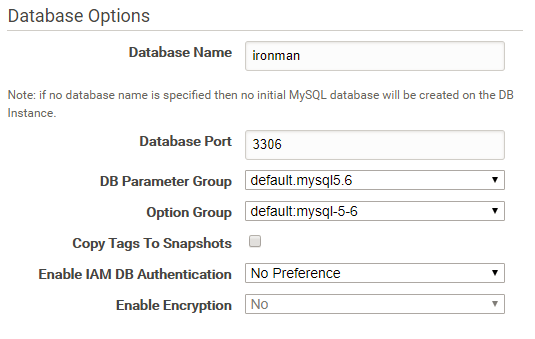 Database Options
Database Name ironman
Note: if no database name is specified then no initial MySQL database will be created on the DB
Instance.
Database Port 3306
DB Parameter Group default.mysql5.6
Option Group default:mysql-5-6
Copy Tags To Snapshots
Enable IAM DB Authentication No Preference
Enable Encryption No